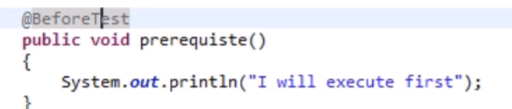 @BeforeTest
public void prerequiste()
{
System.out.println("I will execute first");
}